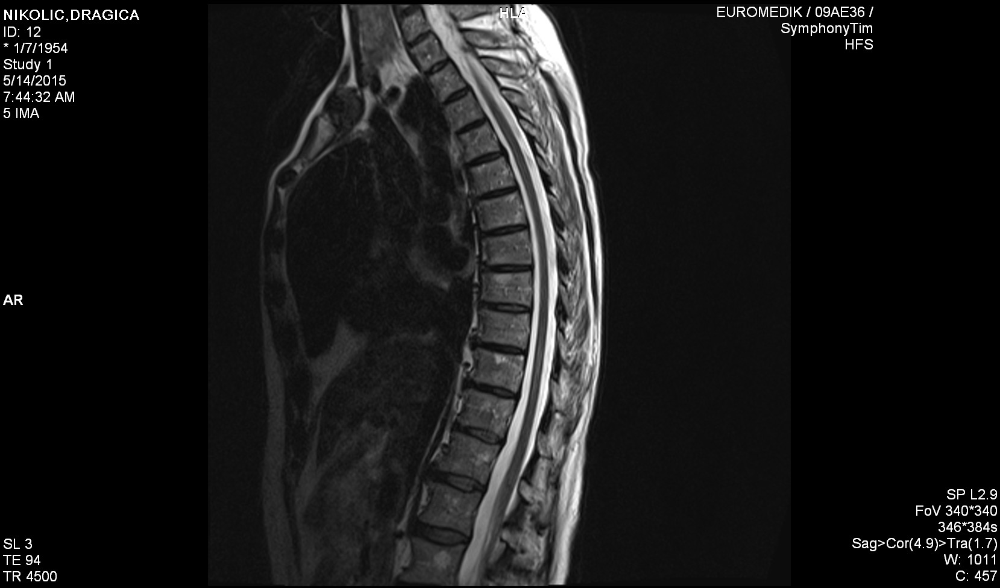 NIKOLIC,DRAGICA
ID: 12
* 1/7/1954
Study 1
5/14/2015
7:44:32 AM
5 IMA
HLA
EUROMEDIK / 09AE36 /
SymphonyTim
HFS
AR
SL 3
TE 94
TR 4500
SP L2.9
FoV 340*340
346*384s
Sag>Cor(4.9)>Tra(1.7)
W: 1011
C: 457